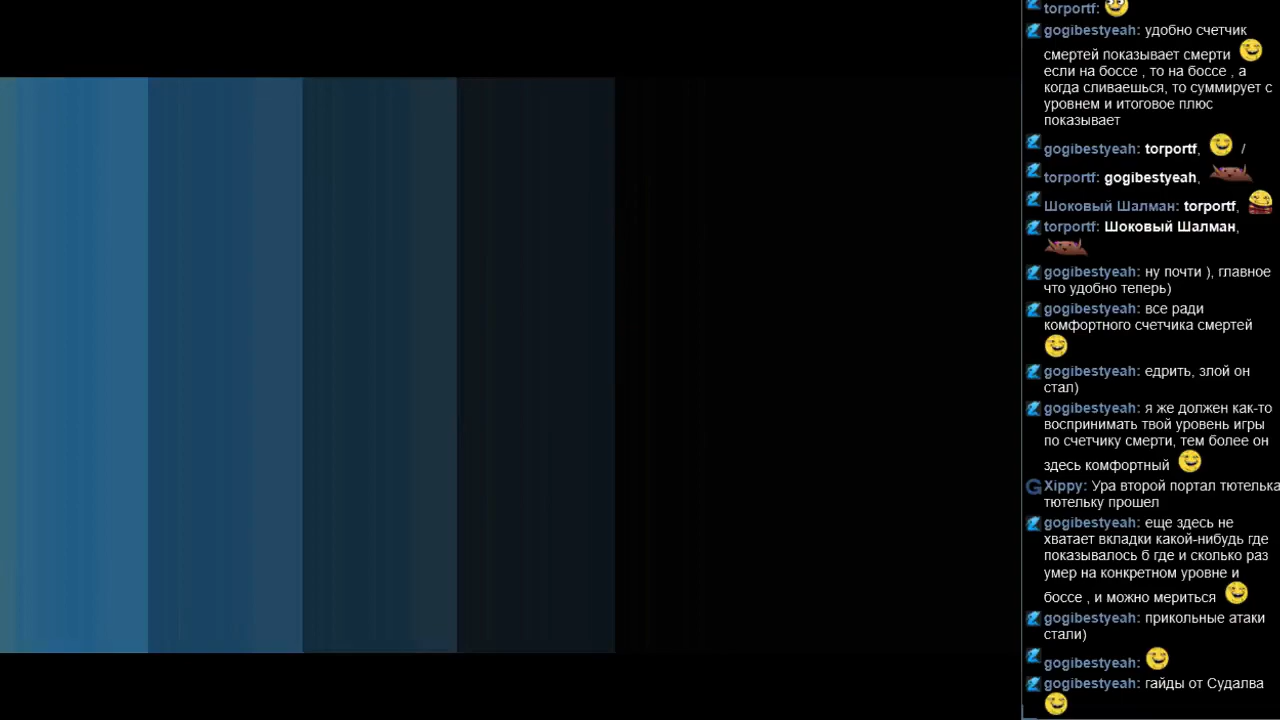 torportf:
gogibestyeah: удобно счетчик
смертей показывает смерти
если на боссе , то на боссе , а
когда сливаешься, то суммирует с
уровнем и итоговое плюс
показывает
gogibestyeah: torportf, /
torportf: gogibestyeah,
Шоковый Шалман: torportf,
torportf: Шоковый Шалман,
gogibestyeah: ну почти ), главное
что удобно теперь)
gogibestyeah: все ради
комфортного счетчика смертей
gogibestyeah: едрить, злой он
стал)
gogibestyeah: я же должен как-то
воспринимать твой уровень игры
по счетчику смерти, тем более он
здесь комфортный
Xippy: Ура второй портал тютелька
тютельку прошел
gogibestyeah: еще здесь не
хватает вкладки какой-нибудь где
показывалось б где и сколько раз
умер на конкретном уровне и
боссе , и можно мериться
gogibestyeah: прикольные атаки
стали)
gogibestyeah:
gogibestyeah: гайды от Судалва